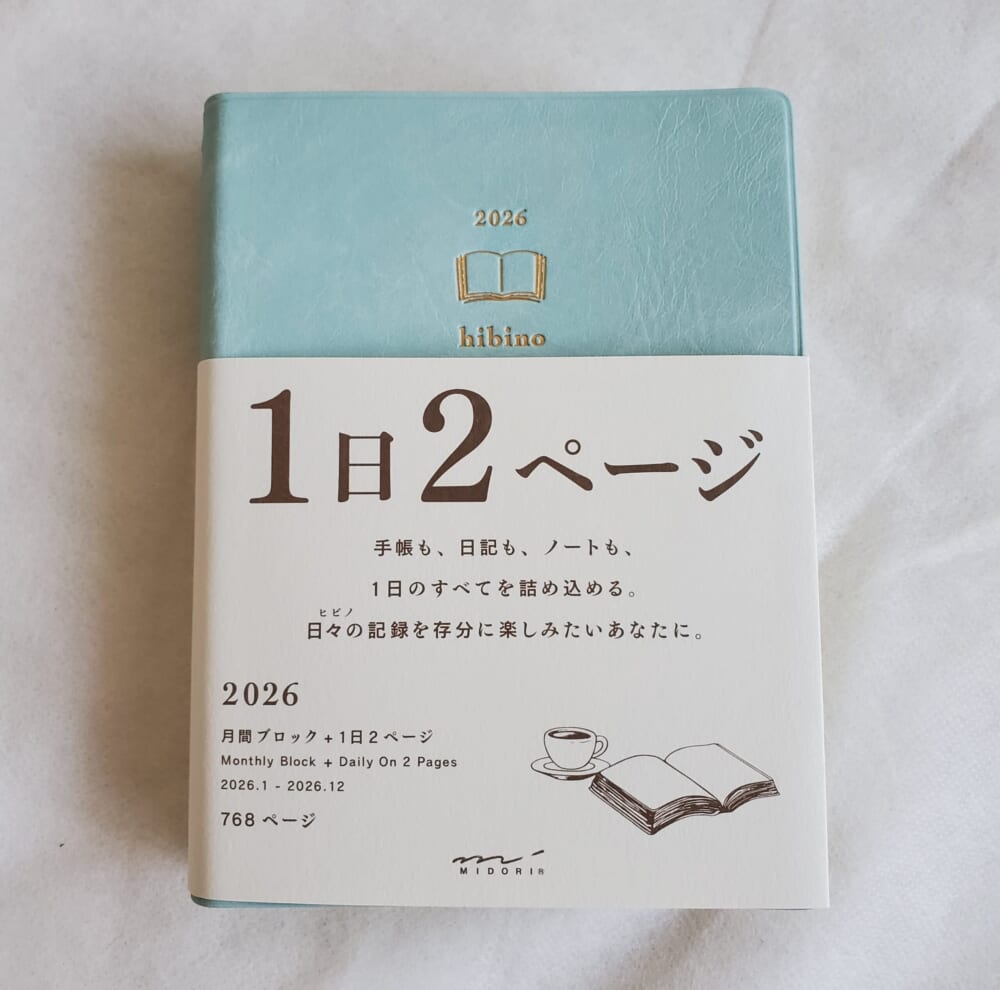 2026
hibino
1日2ページ
手帳も、日記も、ノートも、
1日のすべてを詰め込める。
ヒビノ
日々の記録を存分に楽しみたいあなたに。
2026
月間ブロック+1日2ページ
Monthly Block + Daily On 2 Pages
2026.1 - 2026.12
768 ページ
MIDORI®